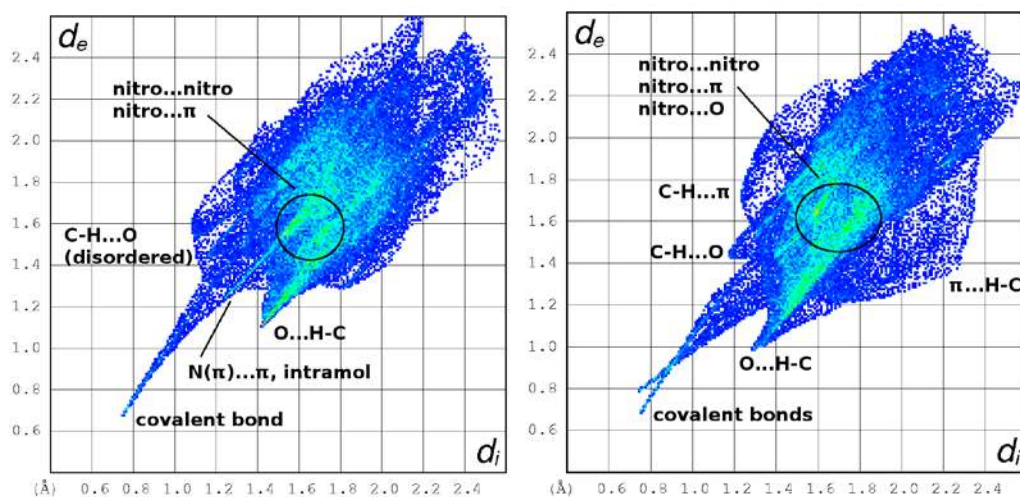 dₑ
2.4
2.2
2.0
1.8
1.6
1.4
1.2
1.0
0.8
0.6
nitro...nitro
nitro...π
C-H...O
(disordered)
O...H-C
N(π)...π, intramol
covalent bond
dᵢ
(Å) 0.6 0.8 1.0 1.2 1.4 1.6 1.8 2.0 2.2 2.4
dₑ
2.4
2.2
2.0
1.8
1.6
1.4
1.2
1.0
0.8
0.6
nitro...nitro
nitro...π
nitro...O
C-H...π
C-H...O
π...H-C
O...H-C
covalent bonds
dᵢ
(Å) 0.6 0.8 1.0 1.2 1.4 1.6 1.8 2.0 2.2 2.4